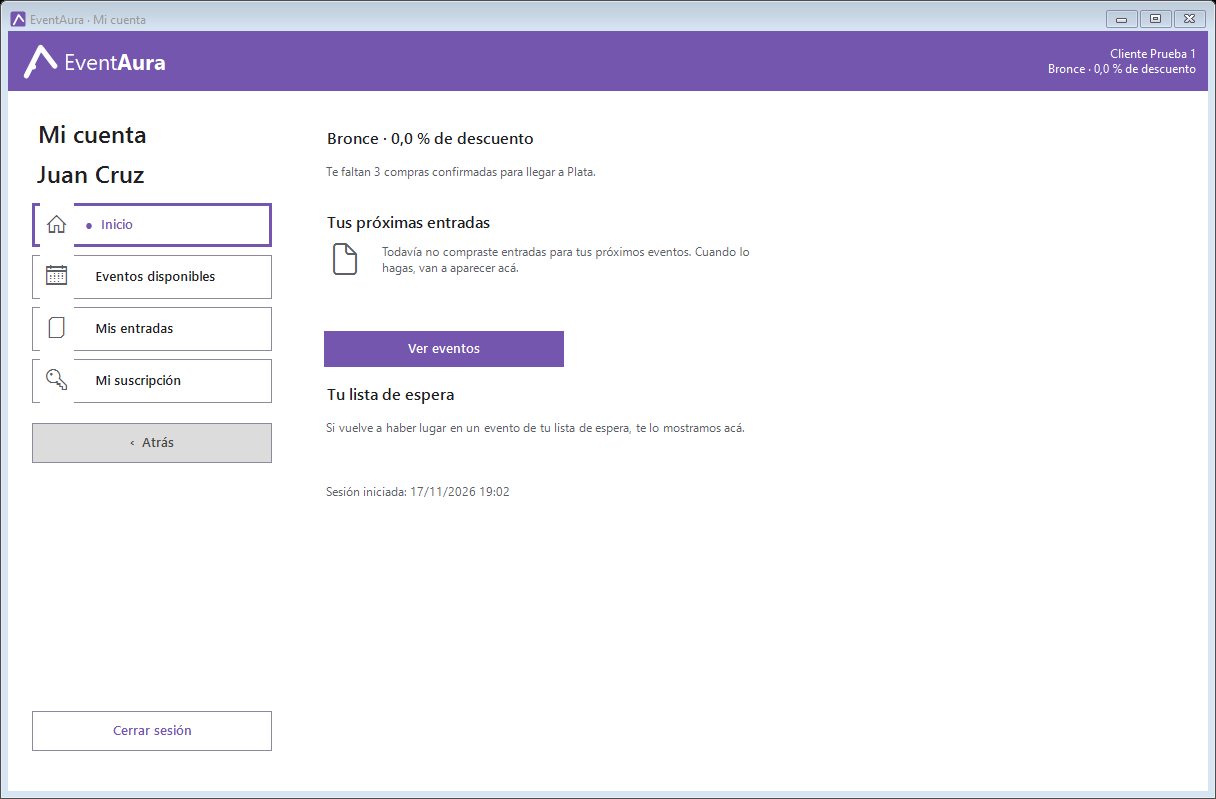 EventAura · Mi cuenta
EventAura
Cliente Prueba 1
Bronce · 0,0 % de descuento
Mi cuenta
Juan Cruz
• Inicio
Eventos disponibles
Mis entradas
Mi suscripción
‹ Atrás
Cerrar sesión
Bronce · 0,0 % de descuento
Te faltan 3 compras confirmadas para llegar a Plata.
Tus próximas entradas
Todavía no compraste entradas para tus próximos eventos. Cuando lo
hagas, van a aparecer acá.
Ver eventos
Tu lista de espera
Si vuelve a haber lugar en un evento de tu lista de espera, te lo mostramos acá.
Sesión iniciada: 17/11/2026 19:02